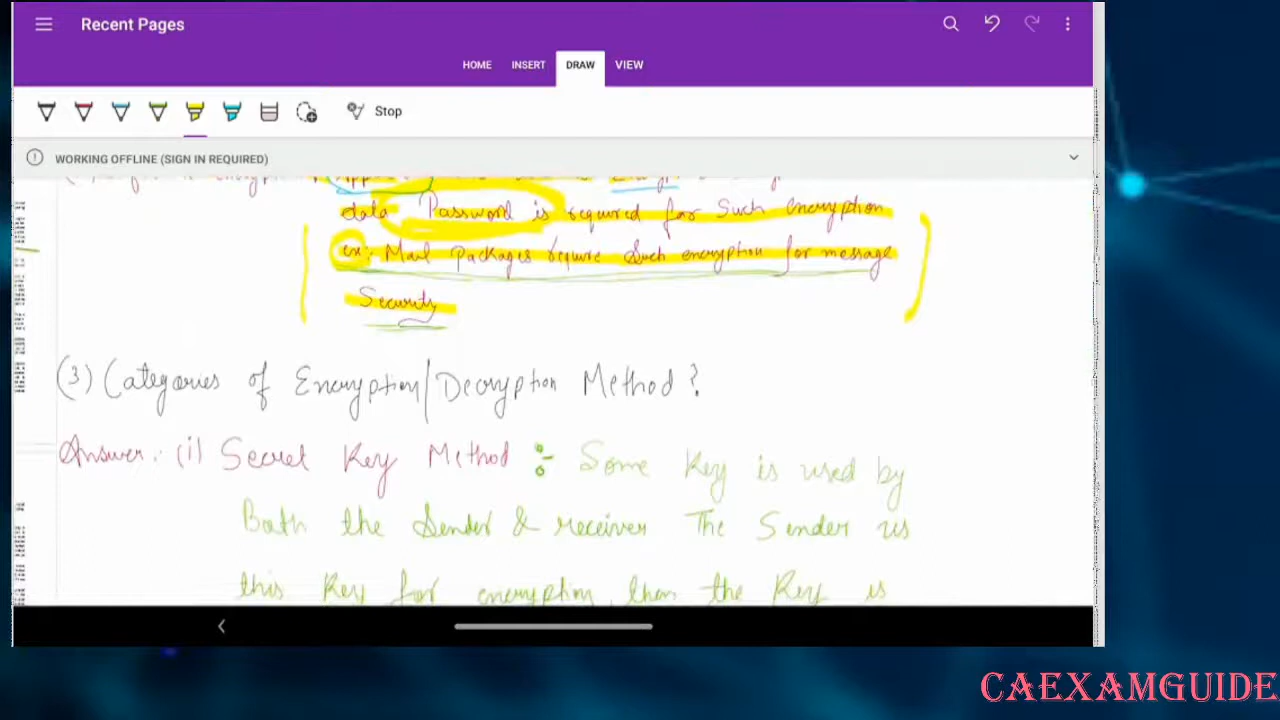 Recent Pages
HOME INSERT DRAW VIEW
Stop
WORKING OFFLINE (SIGN IN REQUIRED)
data. Password is required for Such encryption
ex:- Mail packages require Such encryption for message
Security
(3) Categories of Encryption/Decryption Method?
Answer:- (i) Secret Key Method :- Same Key is used by
Both the Sender & receiver The Sender us
this Key for encryption, then the Key is
CAEXAMGUIDE